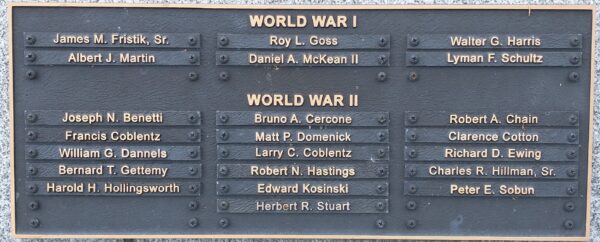 WORLD WAR I
James M. Fristik, Sr.
Roy L. Goss
Walter G. Harris
Albert J. Martin
Daniel A. McKean II
Lyman F. Schultz
WORLD WAR II
Joseph N. Benetti
Bruno A. Cercone
Robert A. Chain
Francis Coblentz
Matt P. Domenick
Clarence Cotton
William G. Dannels
Larry C. Coblentz
Richard D. Ewing
Bernard T. Gettemy
Robert N. Hastings
Charles R. Hillman, Sr.
Harold H. Hollingsworth
Edward Kosinski
Peter E. Sobun
Herbert R. Stuart